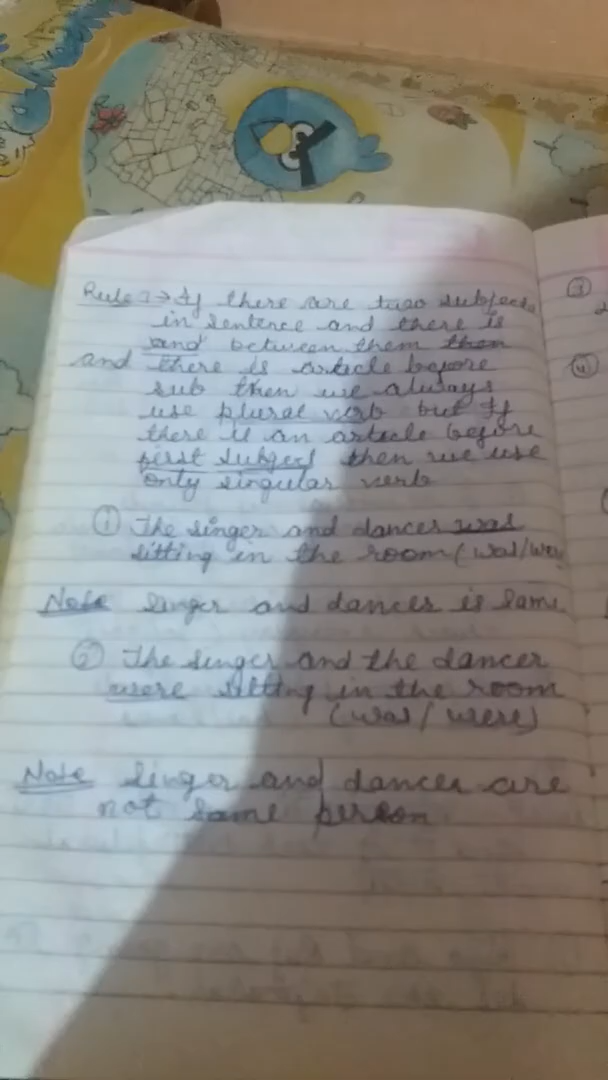 Rule 1 → If there are two subjects
in sentence and there is
and between them then
and there is article before
sub then we always
use plural verb but If
there is an article before
first subject then we use
only singular verb
① The singer and dancer was
sitting in the room (was/were
Note singer and dancer is same
② The singer and the dancer
were sitting in the room
(was/were)
Note singer and dancer are
not same person
③
④